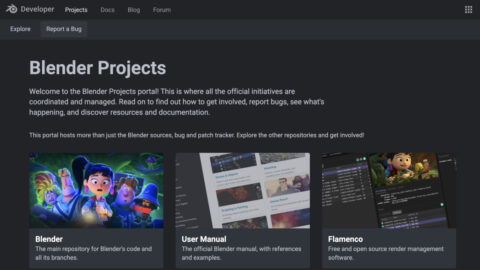 Developer Projects Docs Blog Forum
Explore Report a Bug
Blender Projects
Welcome to the Blender Projects portal! This is where all the official initiatives are
coordinated and managed. Read on to find out how to get involved, report bugs, see what's
happening, and discover resources and documentation.
This portal hosts more than just the Blender sources, bug and patch tracker. Explore the other repositories and get involved!
Blender
The main repository for Blender's code and
all its branches.
User Manual
The official Blender manual, with references
and examples.
Flamenco
Free and open source render management
software.